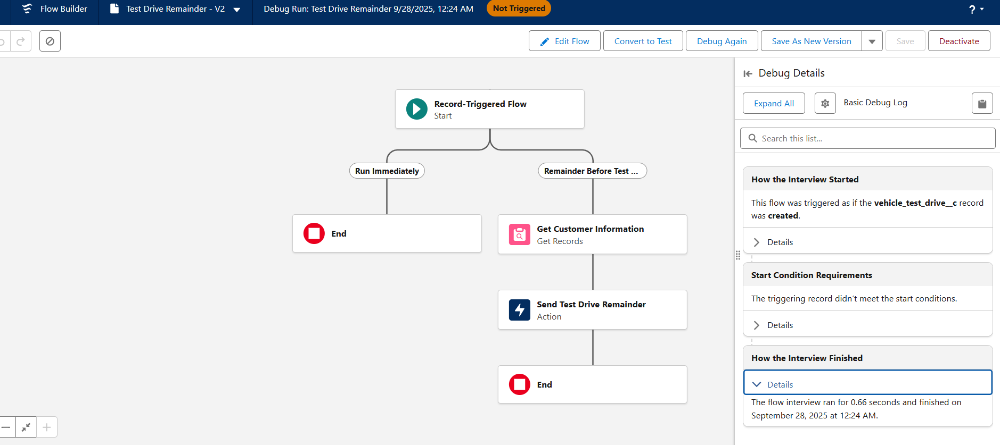 Flow Builder
Test Drive Remainder - V2
Debug Run: Test Drive Remainder 9/28/2025, 12:24 AM
Not Triggered
?
Edit Flow
Convert to Test
Debug Again
Save As New Version
Save
Deactivate
Record-Triggered Flow
Start
Run Immediately
Remainder Before Test ...
End
Get Customer Information
Get Records
Send Test Drive Remainder
Action
End
Debug Details
Expand All
Basic Debug Log
Search this list...
How the Interview Started
This flow was triggered as if the vehicle_test_drive__c record
was created.
Details
Start Condition Requirements
The triggering record didn't meet the start conditions.
Details
How the Interview Finished
Details
The flow interview ran for 0.66 seconds and finished on
September 28, 2025 at 12:24 AM.